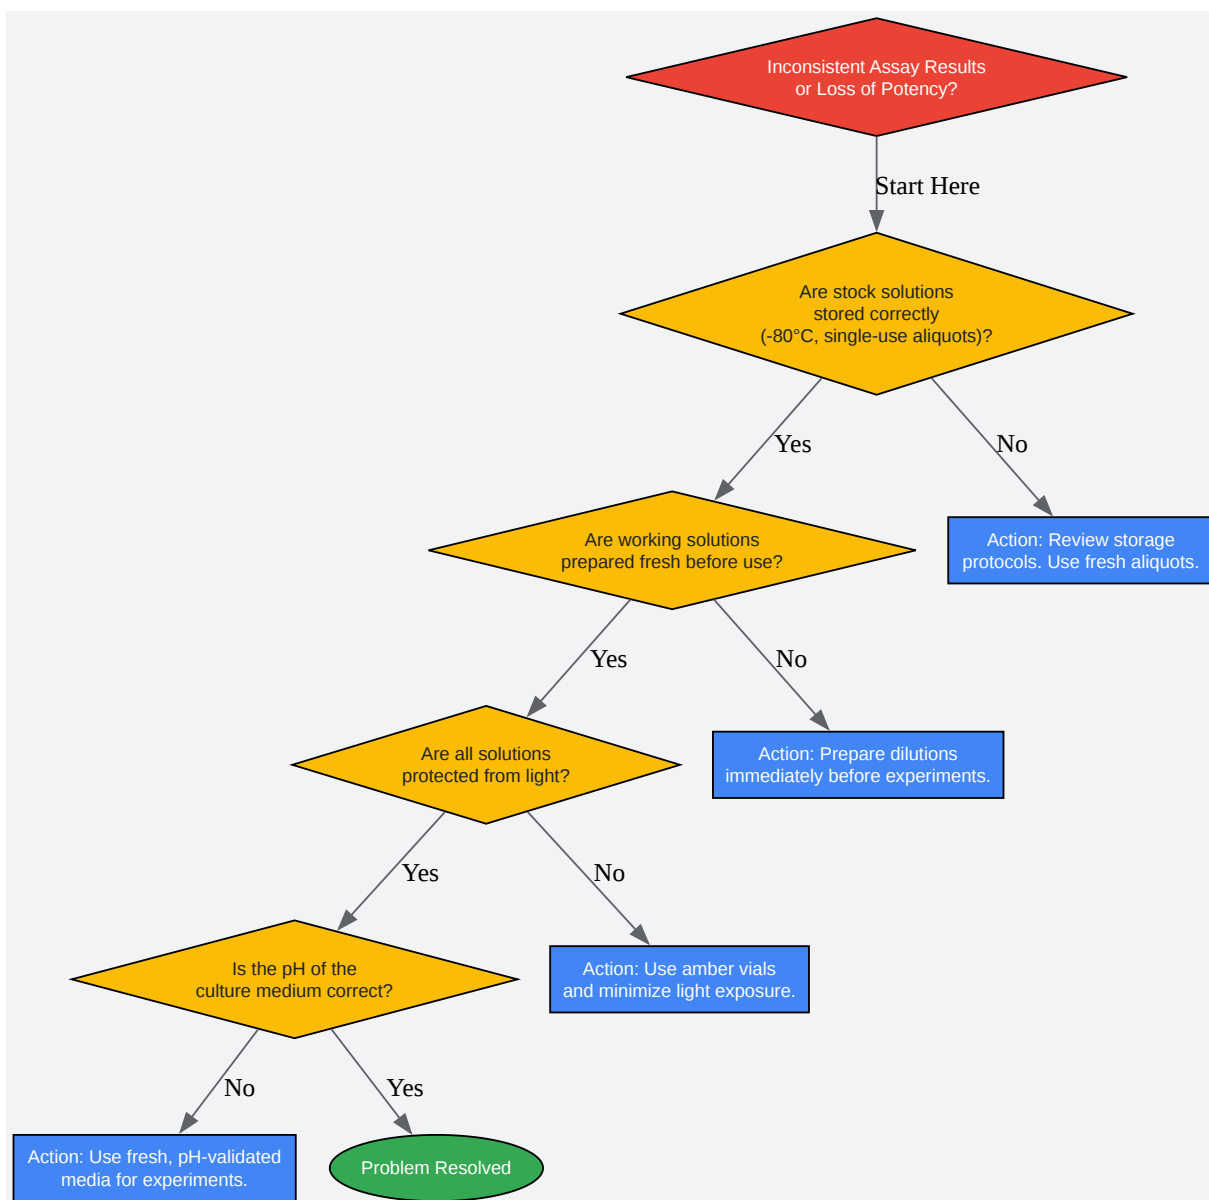 Inconsistent Assay Results
or Loss of Potency?
Start Here
Are stock solutions
stored correctly
(-80°C, single-use aliquots)?
Yes
No
Are working solutions
prepared fresh before use?
Action: Review storage
protocols. Use fresh aliquots.
Yes
No
Are all solutions
protected from light?
Action: Prepare dilutions
immediately before experiments.
Yes
No
Is the pH of the
culture medium correct?
Action: Use amber vials
and minimize light exposure.
No
Yes
Action: Use fresh, pH-validated
media for experiments.
Problem Resolved